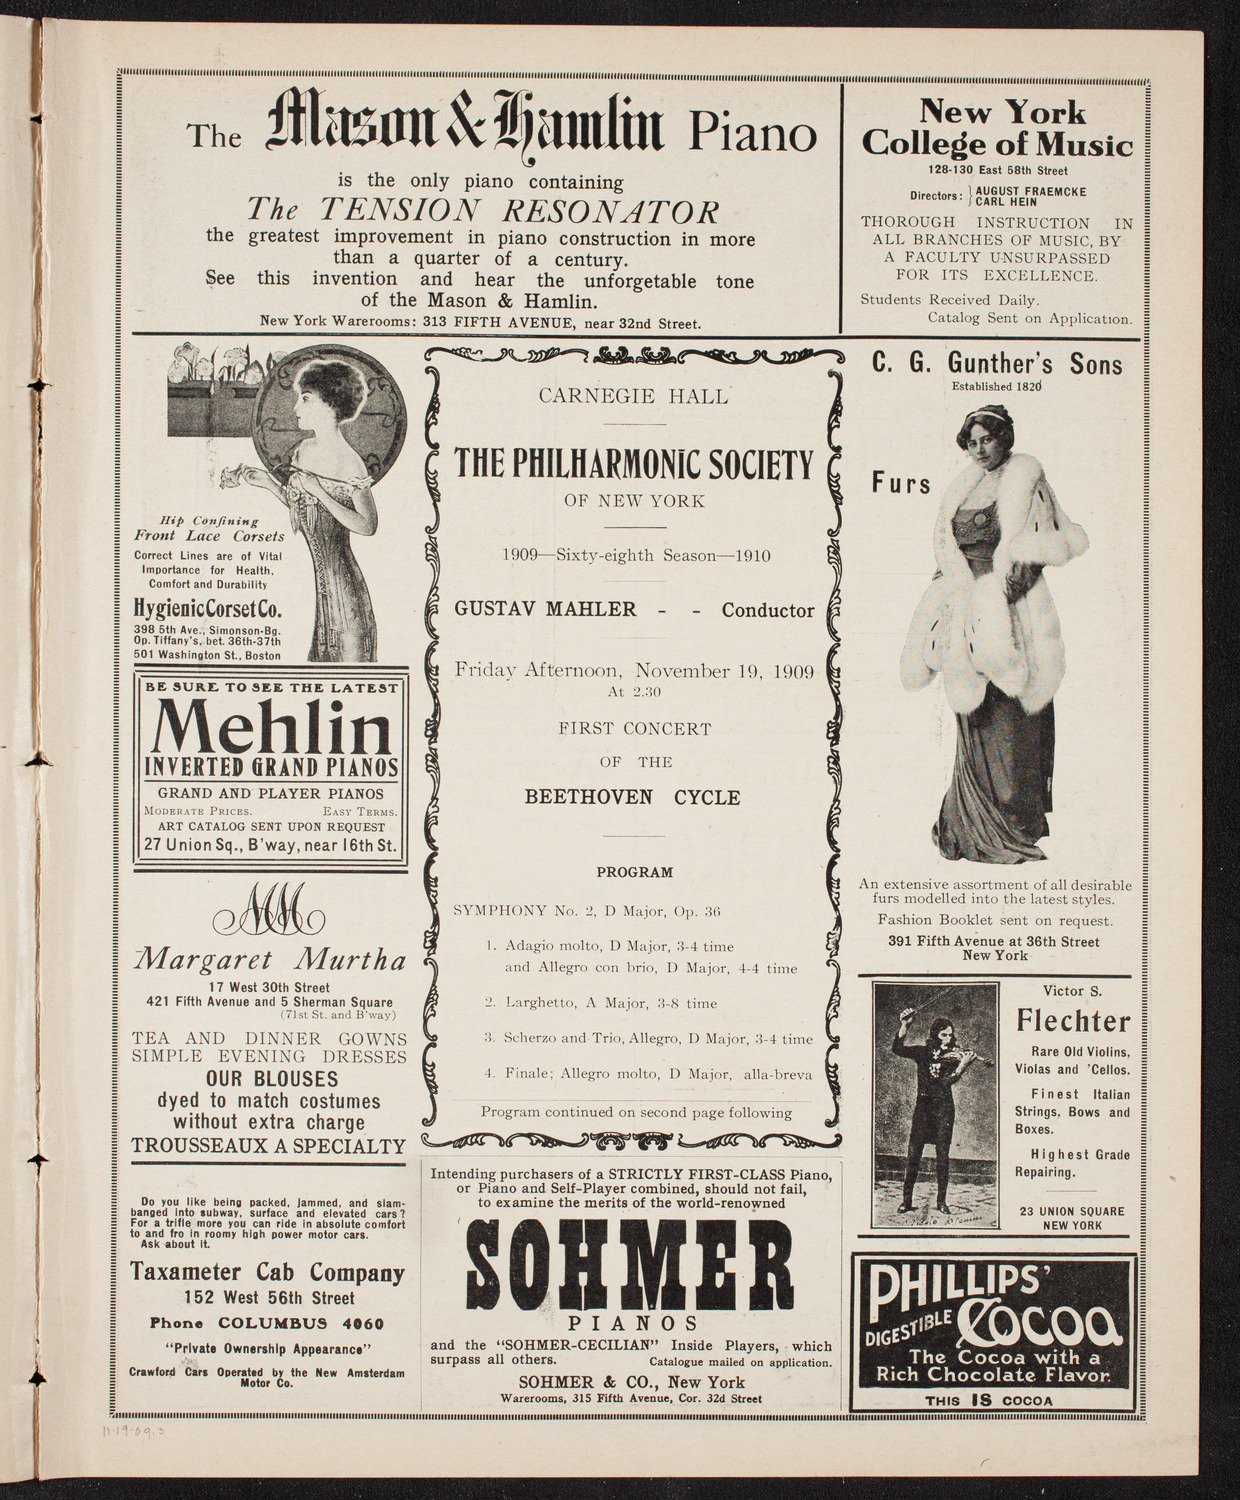 The Mason & Hamlin Piano
is the only piano containing
The TENSION RESONATOR
the greatest improvement in piano construction in more
than a quarter of a century.
See this invention and hear the unforgetable tone
of the Mason & Hamlin.
New York Warerooms: 313 FIFTH AVENUE, near 32nd Street.
New York
College of Music
128-130 East 58th Street
Directors: } AUGUST FRAEMCKE
CARL HEIN
THOROUGH INSTRUCTION IN
ALL BRANCHES OF MUSIC, BY
A FACULTY UNSURPASSED
FOR ITS EXCELLENCE.
Students Received Daily.
Catalog Sent on Application.
Hip Confining
Front Lace Corsets
Correct Lines are of Vital
Importance for Health,
Comfort and Durability
Hygienic Corset Co.
398 5th Ave., Simonson-Bg.
Op. Tiffany's, bet. 36th-37th
501 Washington St., Boston
BE SURE TO SEE THE LATEST
Mehlin
INVERTED GRAND PIANOS
GRAND AND PLAYER PIANOS
MODERATE PRICES. EASY TERMS.
ART CATALOG SENT UPON REQUEST
27 Union Sq., B'way, near 16th St.
MM
Margaret Murtha
17 West 30th Street
421 Fifth Avenue and 5 Sherman Square
(71st St. and B'way)
TEA AND DINNER GOWNS
SIMPLE EVENING DRESSES
OUR BLOUSES
dyed to match costumes
without extra charge
TROUSSEAUX A SPECIALTY
Do you like being packed, jammed, and slam-
banged into subway, surface and elevated cars?
For a trifle more you can ride in absolute comfort
to and fro in roomy high power motor cars.
Ask about it.
Taxameter Cab Company
152 West 56th Street
Phone COLUMBUS 4060
"Private Ownership Appearance"
Crawford Cars Operated by the New Amsterdam
Motor Co.
CARNEGIE HALL
THE PHILHARMONIC SOCIETY
OF NEW YORK
1909—Sixty-eighth Season—1910
GUSTAV MAHLER - - Conductor
Friday Afternoon, November 19, 1909
At 2.30
FIRST CONCERT
OF THE
BEETHOVEN CYCLE
PROGRAM
SYMPHONY No. 2, D Major, Op. 36
1. Adagio molto, D Major, 3-4 time
and Allegro con brio, D Major, 4-4 time
2. Larghetto, A Major, 3-8 time
3. Scherzo and Trio, Allegro, D Major, 3-4 time
4. Finale; Allegro molto, D Major, alla-breva
Program continued on second page following
Intending purchasers of a STRICTLY FIRST-CLASS Piano,
or Piano and Self-Player combined, should not fail,
to examine the merits of the world-renowned
SOHMER
PIANOS
and the "SOHMER-CECILIAN" Inside Players, which
surpass all others. Catalogue mailed on application.
SOHMER & CO., New York
Warerooms, 315 Fifth Avenue, Cor. 32d Street
C. G. Gunther's Sons
Established 1820
Furs
An extensive assortment of all desirable
furs modelled into the latest styles.
Fashion Booklet sent on request.
391 Fifth Avenue at 36th Street
New York
Victor S.
Flechter
Rare Old Violins,
Violas and 'Cellos.
Finest Italian
Strings, Bows and
Boxes.
Highest Grade
Repairing.
23 UNION SQUARE
NEW YORK
PHILLIPS'
DIGESTIBLE COCOA
The Cocoa with a
Rich Chocolate Flavor.
THIS IS COCOA
11-19-09.3